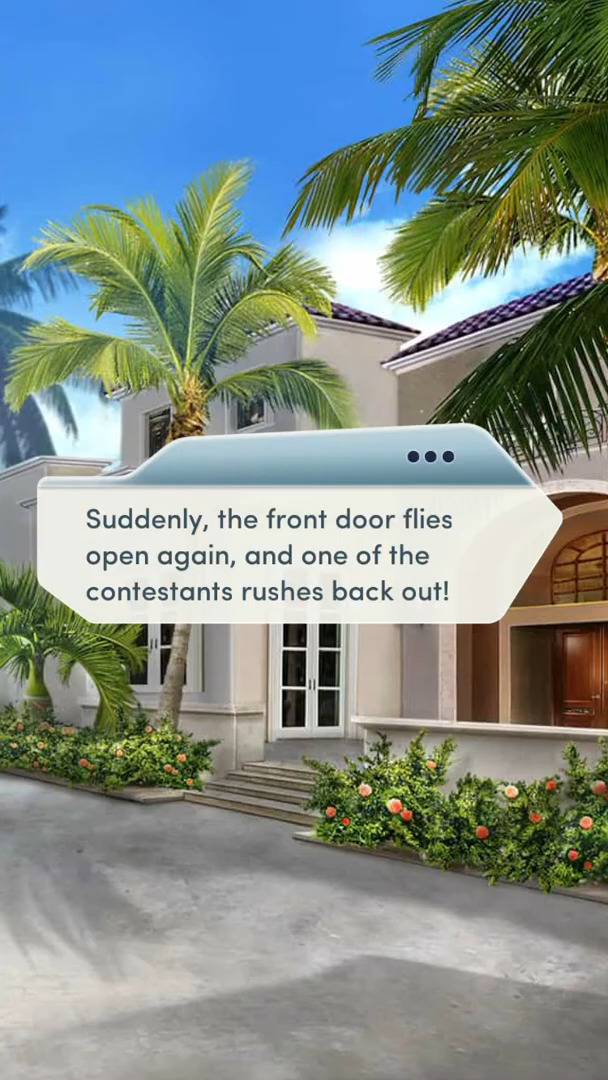 Suddenly, the front door flies
open again, and one of the
contestants rushes back out!